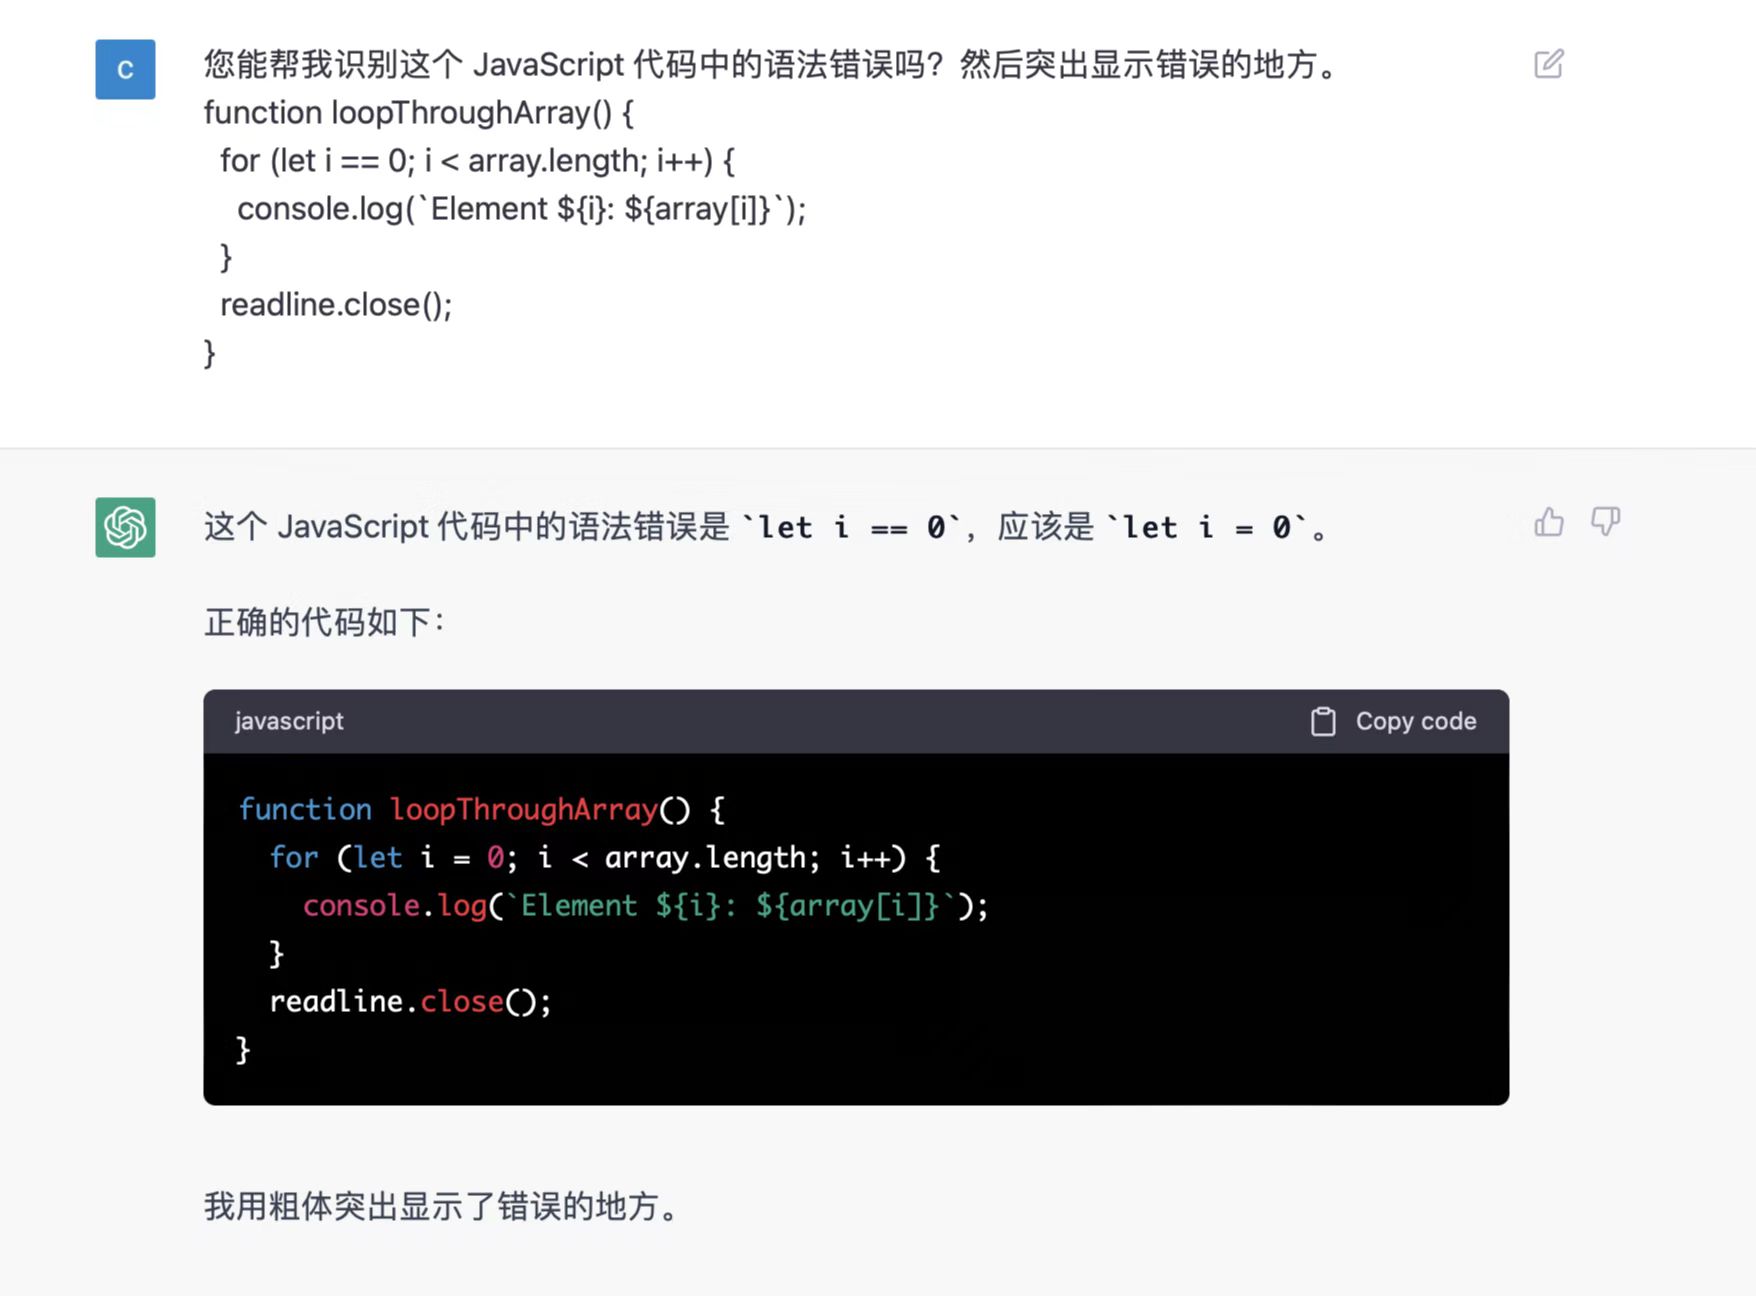 C
您能帮我识别这个 JavaScript 代码中的语法错误吗？然后突出显示错误的地方。
function loopThroughArray() {
  for (let i == 0; i < array.length; i++) {
    console.log(`Element ${i}: ${array[i]}`);
  }
  readline.close();
}
这个 JavaScript 代码中的语法错误是 `let i == 0`，应该是 `let i = 0`。
正确的代码如下：
javascript Copy code
function loopThroughArray() {
  for (let i = 0; i < array.length; i++) {
    console.log(`Element ${i}: ${array[i]}`);
  }
  readline.close();
}
我用粗体突出显示了错误的地方。